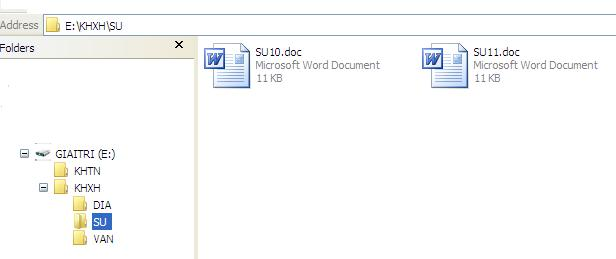 Address E:\KHXH\SU
Folders
SU10.doc
Microsoft Word Document
11 KB
SU11.doc
Microsoft Word Document
11 KB
GIAITRI (E:)
KHTN
KHXH
DIA
SU
VAN